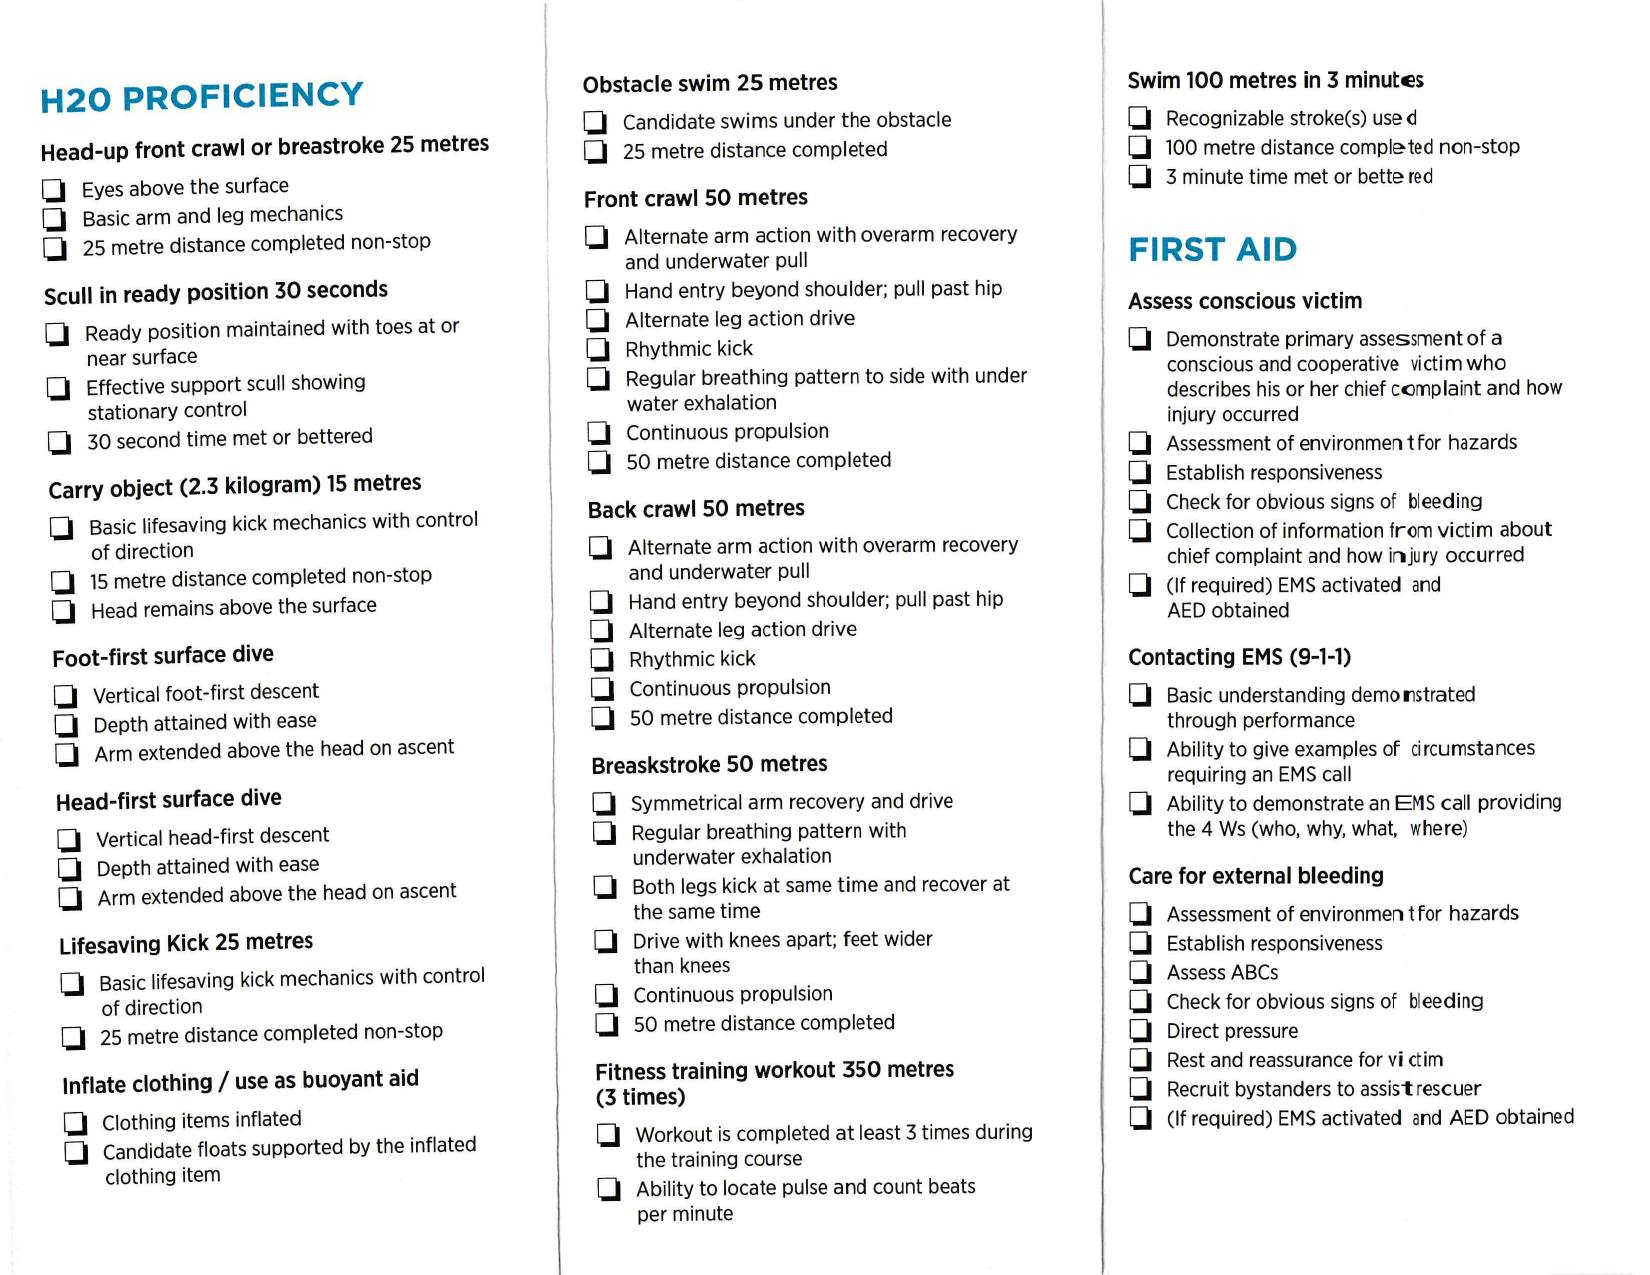 H20 PROFICIENCY
Head-up front crawl or breastroke 25 metres
Eyes above the surface
Basic arm and leg mechanics
25 metre distance completed non-stop
Scull in ready position 30 seconds
Ready position maintained with toes at or
near surface
Effective support scull showing
stationary control
30 second time met or bettered
Carry object (2.3 kilogram) 15 metres
Basic lifesaving kick mechanics with control
of direction
15 metre distance completed non-stop
Head remains above the surface
Foot-first surface dive
Vertical foot-first descent
Depth attained with ease
Arm extended above the head on ascent
Head-first surface dive
Vertical head-first descent
Depth attained with ease
Arm extended above the head on ascent
Lifesaving Kick 25 metres
Basic lifesaving kick mechanics with control
of direction
25 metre distance completed non-stop
Inflate clothing / use as buoyant aid
Clothing items inflated
Candidate floats supported by the inflated
clothing item
Obstacle swim 25 metres
Candidate swims under the obstacle
25 metre distance completed
Front crawl 50 metres
Alternate arm action with overarm recovery
and underwater pull
Hand entry beyond shoulder; pull past hip
Alternate leg action drive
Rhythmic kick
Regular breathing pattern to side with under
water exhalation
Continuous propulsion
50 metre distance completed
Back crawl 50 metres
Alternate arm action with overarm recovery
and underwater pull
Hand entry beyond shoulder; pull past hip
Alternate leg action drive
Rhythmic kick
Continuous propulsion
50 metre distance completed
Breaskstroke 50 metres
Symmetrical arm recovery and drive
Regular breathing pattern with
underwater exhalation
Both legs kick at same time and recover at
the same time
Drive with knees apart; feet wider
than knees
Continuous propulsion
50 metre distance completed
Fitness training workout 350 metres
(3 times)
Workout is completed at least 3 times during
the training course
Ability to locate pulse and count beats
per minute
Swim 100 metres in 3 minutes
Recognizable stroke(s) used
100 metre distance completed non-stop
3 minute time met or bettered
FIRST AID
Assess conscious victim
Demonstrate primary assessment of a
conscious and cooperative victim who
describes his or her chief complaint and how
injury occurred
Assessment of environment for hazards
Establish responsiveness
Check for obvious signs of bleeding
Collection of information from victim about
chief complaint and how injury occurred
(If required) EMS activated and
AED obtained
Contacting EMS (9-1-1)
Basic understanding demonstrated
through performance
Ability to give examples of circumstances
requiring an EMS call
Ability to demonstrate an EMS call providing
the 4 Ws (who, why, what, where)
Care for external bleeding
Assessment of environment for hazards
Establish responsiveness
Assess ABCs
Check for obvious signs of bleeding
Direct pressure
Rest and reassurance for victim
Recruit bystanders to assist rescuer
(If required) EMS activated and AED obtained